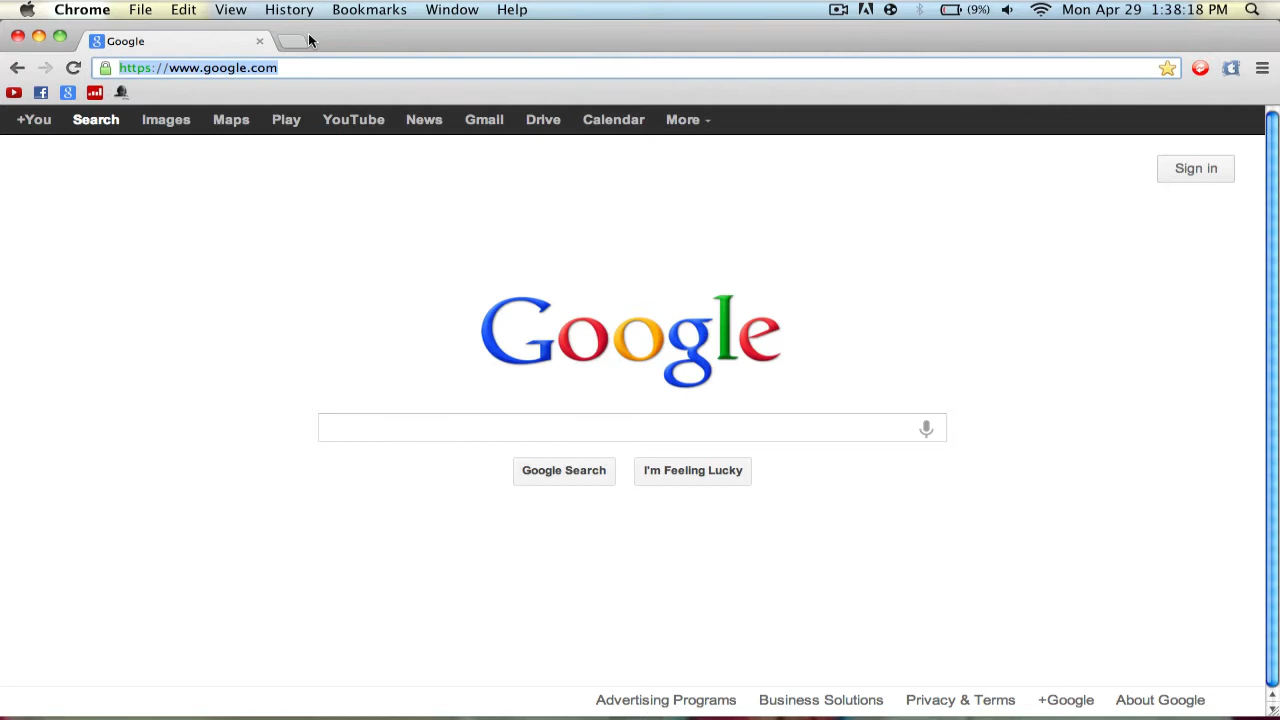 Chrome File Edit View History Bookmarks Window Help (9%) Mon Apr 29 1:38:18 PM
Google
https://www.google.com
+You Search Images Maps Play YouTube News Gmail Drive Calendar More
Sign in
Google
Google Search I'm Feeling Lucky
Advertising Programs Business Solutions Privacy & Terms +Google About Google